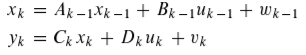 x_k = A_{k-1}x_{k-1} + B_{k-1}u_{k-1} + w_{k-1}
y_k = C_k x_k + D_k u_k + v_k